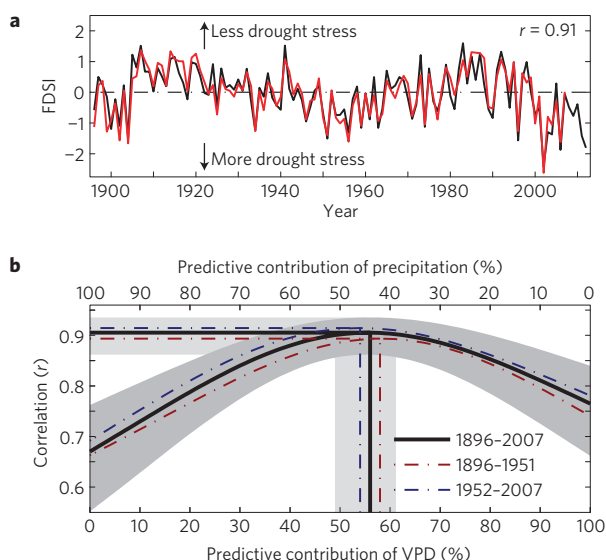 a
Less drought stress
r = 0.91
2
1
0
−1
−2
FDSI
More drought stress
1900 1920 1940 1960 1980 2000
Year
b
Predictive contribution of precipitation (%)
100 90 80 70 60 50 40 30 20 10 0
0.9
0.8
0.7
0.6
Correlation (r)
1896–2007
1896–1951
1952–2007
0 10 20 30 40 50 60 70 80 90 100
Predictive contribution of VPD (%)